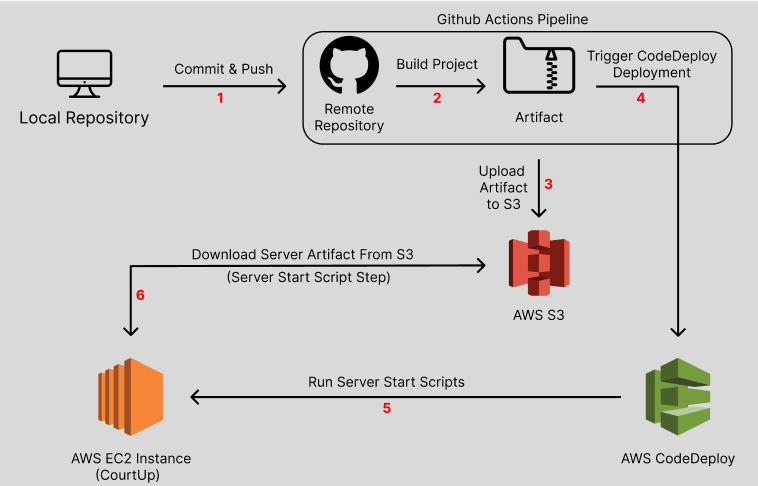 Github Actions Pipeline
Commit & Push
1
Local Repository
Remote
Repository
Build Project
2
Artifact
Trigger CodeDeploy
Deployment
4
Upload
Artifact
to S3
3
AWS S3
Download Server Artifact From S3
(Server Start Script Step)
6
Run Server Start Scripts
5
AWS EC2 Instance
(CourtUp)
AWS CodeDeploy